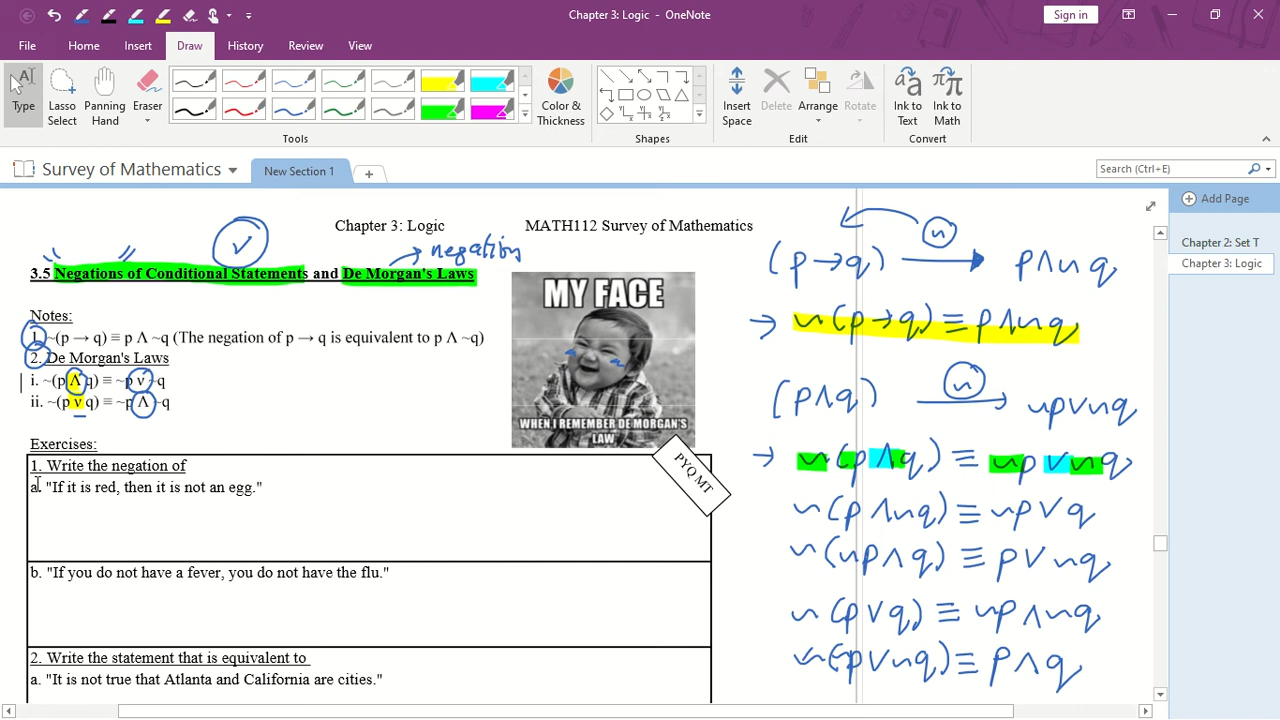 Chapter 3: Logic - OneNote
Sign in
File Home Insert Draw History Review View
Type
Lasso Select
Panning Hand
Eraser
Color & Thickness
Insert Space
Delete
Arrange
Rotate
Ink to Text
Ink to Math
Tools
Shapes
Edit
Convert
Survey of Mathematics
New Section 1
Search (Ctrl+E)
Add Page
Chapter 2: Set T
Chapter 3: Logic
Chapter 3: Logic MATH112 Survey of Mathematics
negation
3.5 Negations of Conditional Statements and De Morgan's Laws
Notes:
1. ~(p → q) ≡ p Λ ~q (The negation of p → q is equivalent to p Λ ~q)
2. De Morgan's Laws
i. ~(p Λ q) ≡ ~p ν ~q
ii. ~(p ν q) ≡ ~p Λ ~q
MY FACE
WHEN I REMEMBER DE MORGAN'S LAW
Exercises:
PYQ MT
1. Write the negation of
a. "If it is red, then it is not an egg."
b. "If you do not have a fever, you do not have the flu."
2. Write the statement that is equivalent to
a. "It is not true that Atlanta and California are cities."
~
(p → q) → p ∧ ~q
→ ~(p → q) ≡ p ∧ ~q
~
(p ∧ q) → ~p ∨ ~q
→ ~(p ∧ q) ≡ ~p ∨ ~q
~(p ∧ ~q) ≡ ~p ∨ q
~(~p ∧ q) ≡ p ∨ ~q
~(p ∨ q) ≡ ~p ∧ ~q
~(~p ∨ ~q) ≡ p ∧ q